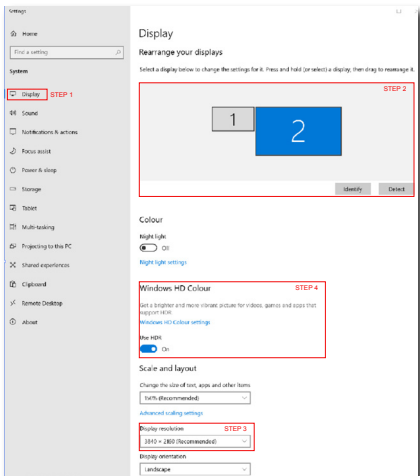 Settings
Home
Find a setting
System
Display STEP 1
Sound
Notifications & actions
Focus assist
Power & sleep
Storage
Tablet
Multi-tasking
Projecting to this PC
Shared experiences
Clipboard
Remote Desktop
About
Display
Rearrange your displays
Select a display below to change the settings for it. Press and hold (or select) a display, then drag to rearrange it.
STEP 2
1
2
Identify Detect
Colour
Night light
Off
Night light settings
Windows HD Colour STEP 4
Get a brighter and more vibrant picture for videos, games and apps that
support HDR.
Windows HD Colour settings
Use HDR
On
Scale and layout
Change the size of text, apps and other items
150% (Recommended)
Advanced scaling settings
Display resolution STEP 3
3840 × 2160 (Recommended)
Display orientation
Landscape